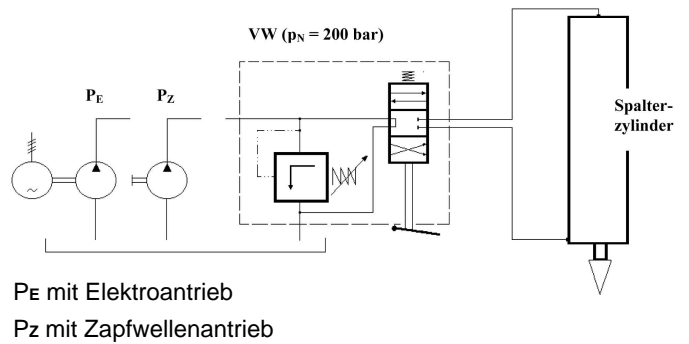 VW (pN = 200 bar)
PE
PZ
Spalter-
zylinder
~
PE mit Elektroantrieb
PZ mit Zapfwellenantrieb